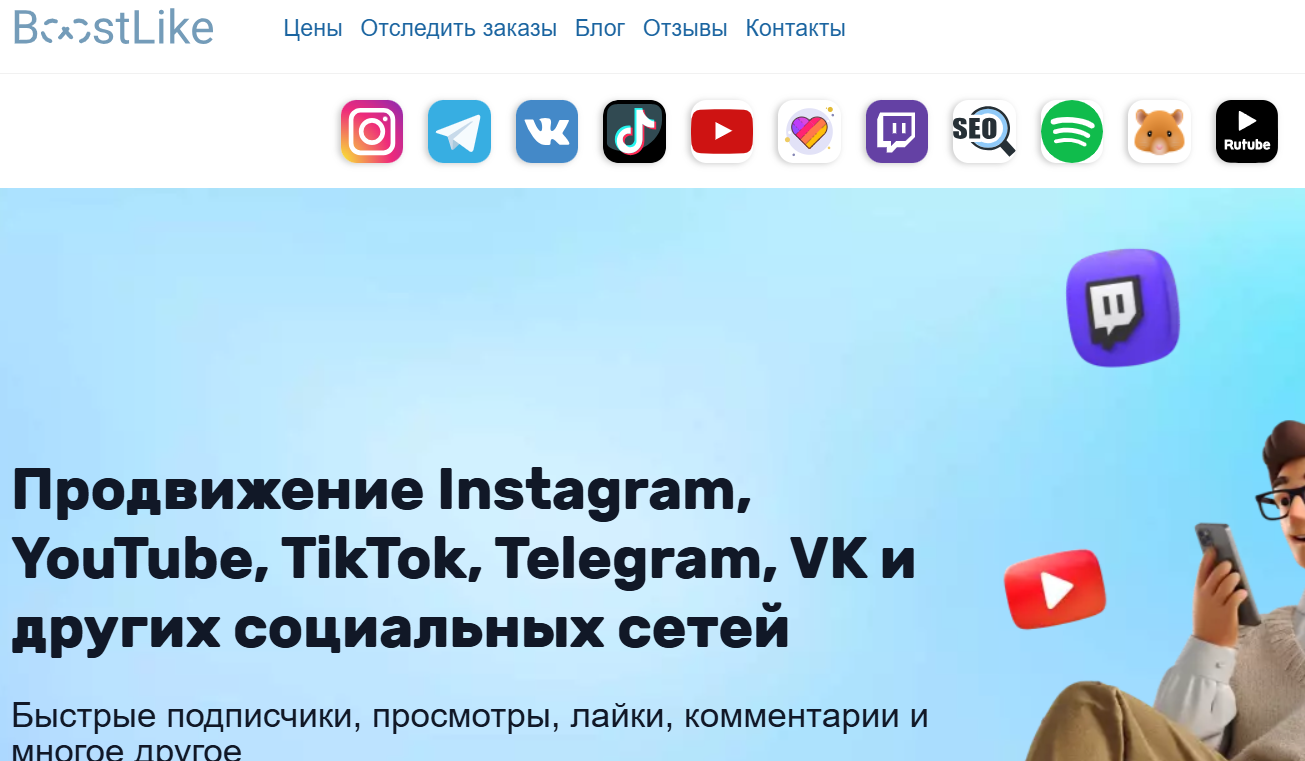 BoostLike
Цены Отследить заказы Блог Отзывы Контакты
SEO
Rutube
Продвижение Instagram,
YouTube, TikTok, Telegram, VK и
других социальных сетей
Быстрые подписчики, просмотры, лайки, комментарии и
многое другое